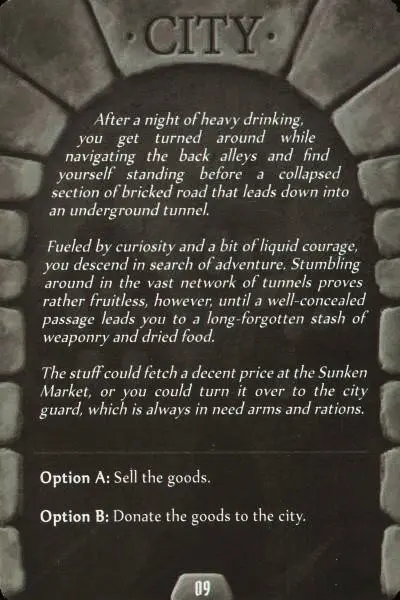 · CITY ·
After a night of heavy drinking,
you get turned around while
navigating the back alleys and find
yourself standing before a collapsed
section of bricked road that leads down into
an underground tunnel.
Fueled by curiosity and a bit of liquid courage,
you descend in search of adventure. Stumbling
around in the vast network of tunnels proves
rather fruitless, however, until a well-concealed
passage leads you to a long-forgotten stash of
weaponry and dried food.
The stuff could fetch a decent price at the Sunken
Market, or you could turn it over to the city
guard, which is always in need arms and rations.
Option A: Sell the goods.
Option B: Donate the goods to the city.
09